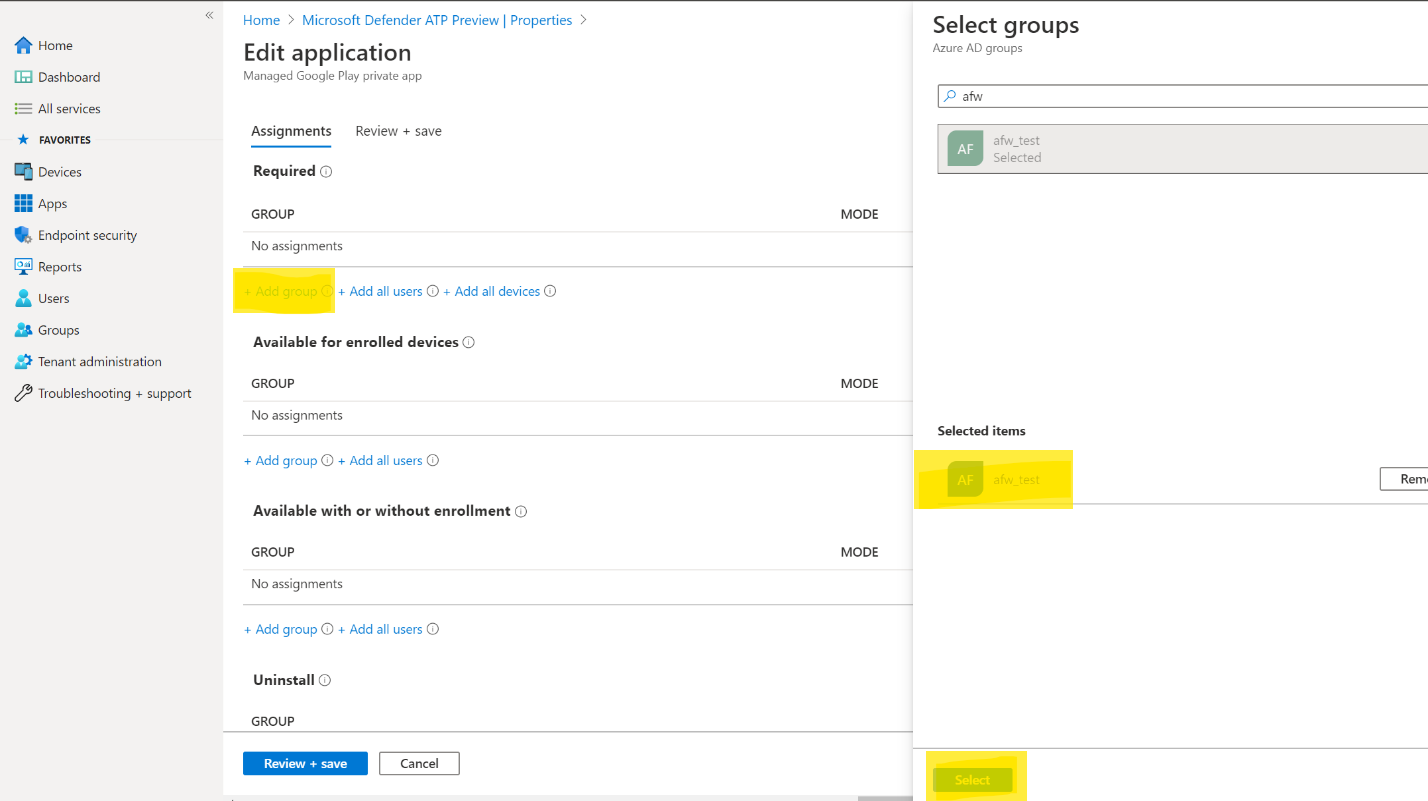 «
Home
Dashboard
All services
FAVORITES
Devices
Apps
Endpoint security
Reports
Users
Groups
Tenant administration
Troubleshooting + support
Home > Microsoft Defender ATP Preview | Properties >
Edit application
Managed Google Play private app
Assignments Review + save
Required
GROUP MODE
No assignments
+ Add group + Add all users + Add all devices
Available for enrolled devices
GROUP MODE
No assignments
+ Add group + Add all users
Available with or without enrollment
GROUP MODE
No assignments
+ Add group + Add all users
Uninstall
GROUP
Review + save Cancel
Select groups
Azure AD groups
afw
AF afw_test
Selected
Selected items
AF afw_test Rem
Select